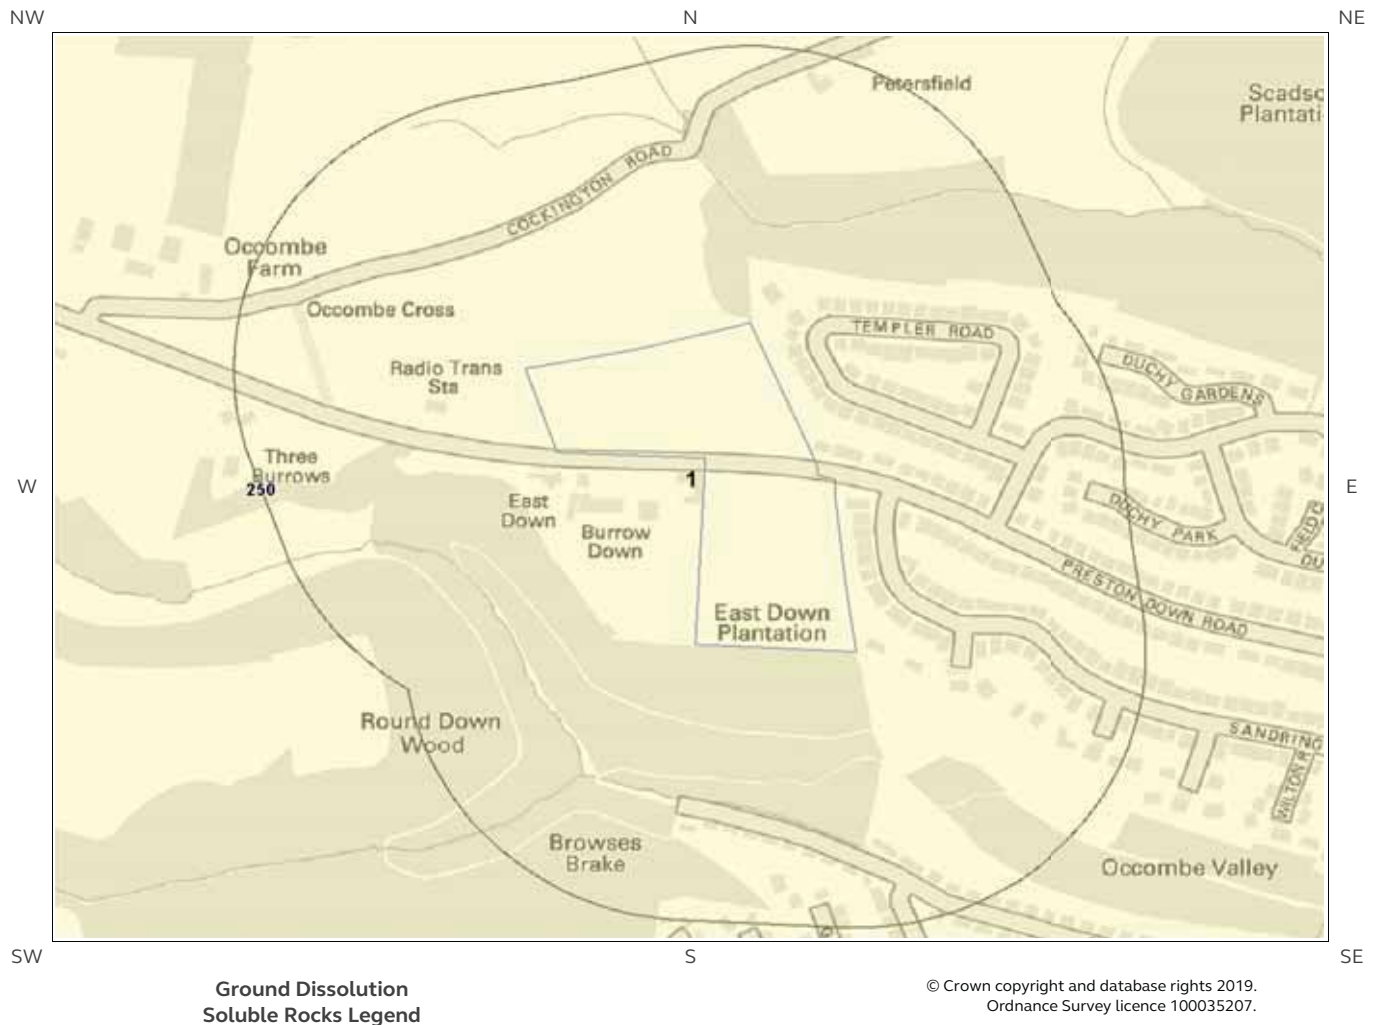 NW
N
NE
Petersfield
Plantati
COCKINGTON ROAD
Occombe
Farm
Occombe Cross
TEMPLER ROAD
Radio Trans
Sta
DUCHY GARDENS
W
E
Three
Burrows
250
1
East
Down
Burrow
Down
DUCHY PARK
DU
PRESTON DOWN ROAD
East Down
Plantation
Round Down
Wood
SANDRING
WILTON R
Browses
Brake
Occombe Valley
SW
S
SE
Ground Dissolution
Soluble Rocks Legend
© Crown copyright and database rights 2019.
Ordnance Survey licence 100035207.